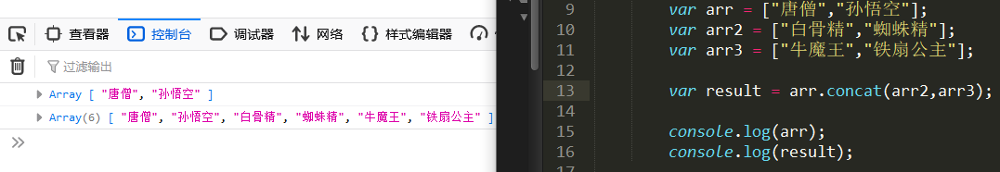 查看器 控制台 调试器 网络 {} 样式编辑器
过滤输出
Array [ "唐僧", "孙悟空" ]
Array(6) [ "唐僧", "孙悟空", "白骨精", "蜘蛛精", "牛魔王", "铁扇公主" ]
9 var arr = ["唐僧","孙悟空"];
10 var arr2 = ["白骨精","蜘蛛精"];
11 var arr3 = ["牛魔王","铁扇公主"];
12
13 var result = arr.concat(arr2,arr3);
14
15 console.log(arr);
16 console.log(result);
17